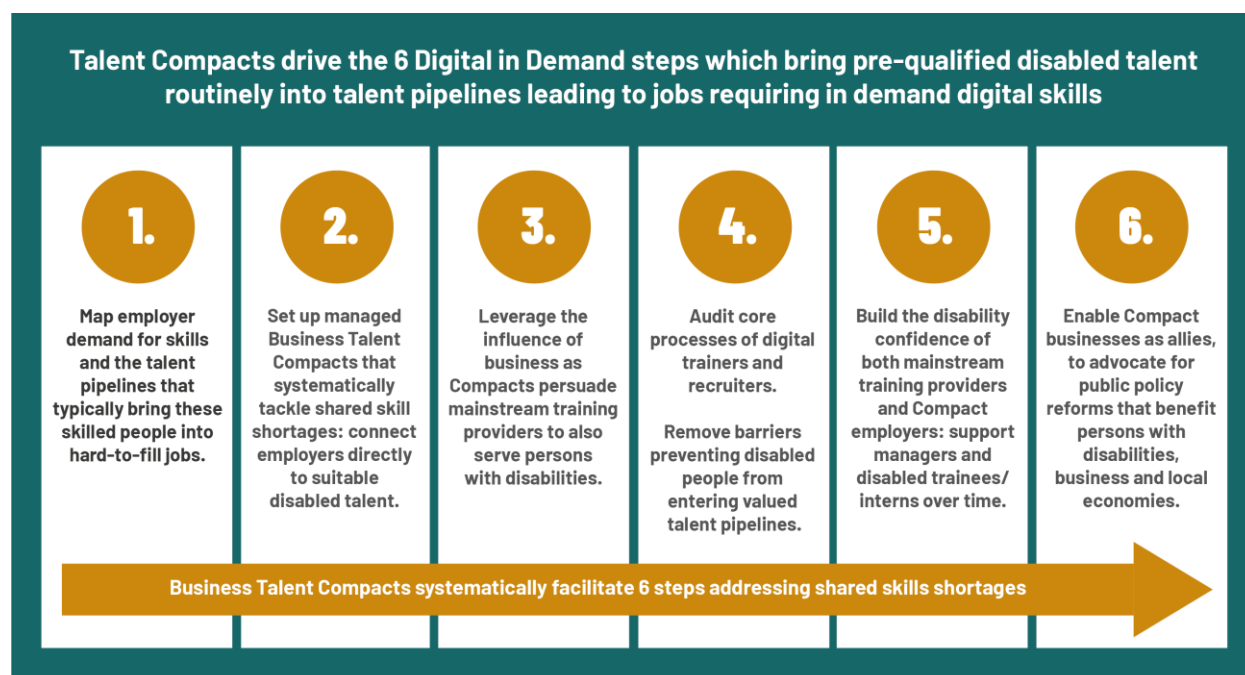 Talent Compacts drive the 6 Digital in Demand steps which bring pre-qualified disabled talent
routinely into talent pipelines leading to jobs requiring in demand digital skills
1.
Map employer
demand for skills
and the talent
pipelines that
typically bring these
skilled people into
hard-to-fill jobs.
2.
Set up managed
Business Talent
Compacts that
systematically
tackle shared skill
shortages: connect
employers directly
to suitable
disabled talent.
3.
Leverage the
influence of
business as
Compacts persuade
mainstream training
providers to also
serve persons
with disabilities.
4.
Audit core
processes of digital
trainers and
recruiters.
Remove barriers
preventing disabled
people from
entering valued
talent pipelines.
5.
Build the disability
confidence of
both mainstream
training providers
and Compact
employers: support
managers and
disabled trainees/
interns over time.
6.
Enable Compact
businesses as allies,
to advocate for
public policy
reforms that benefit
persons with
disabilities,
business and local
economies.
Business Talent Compacts systematically facilitate 6 steps addressing shared skills shortages